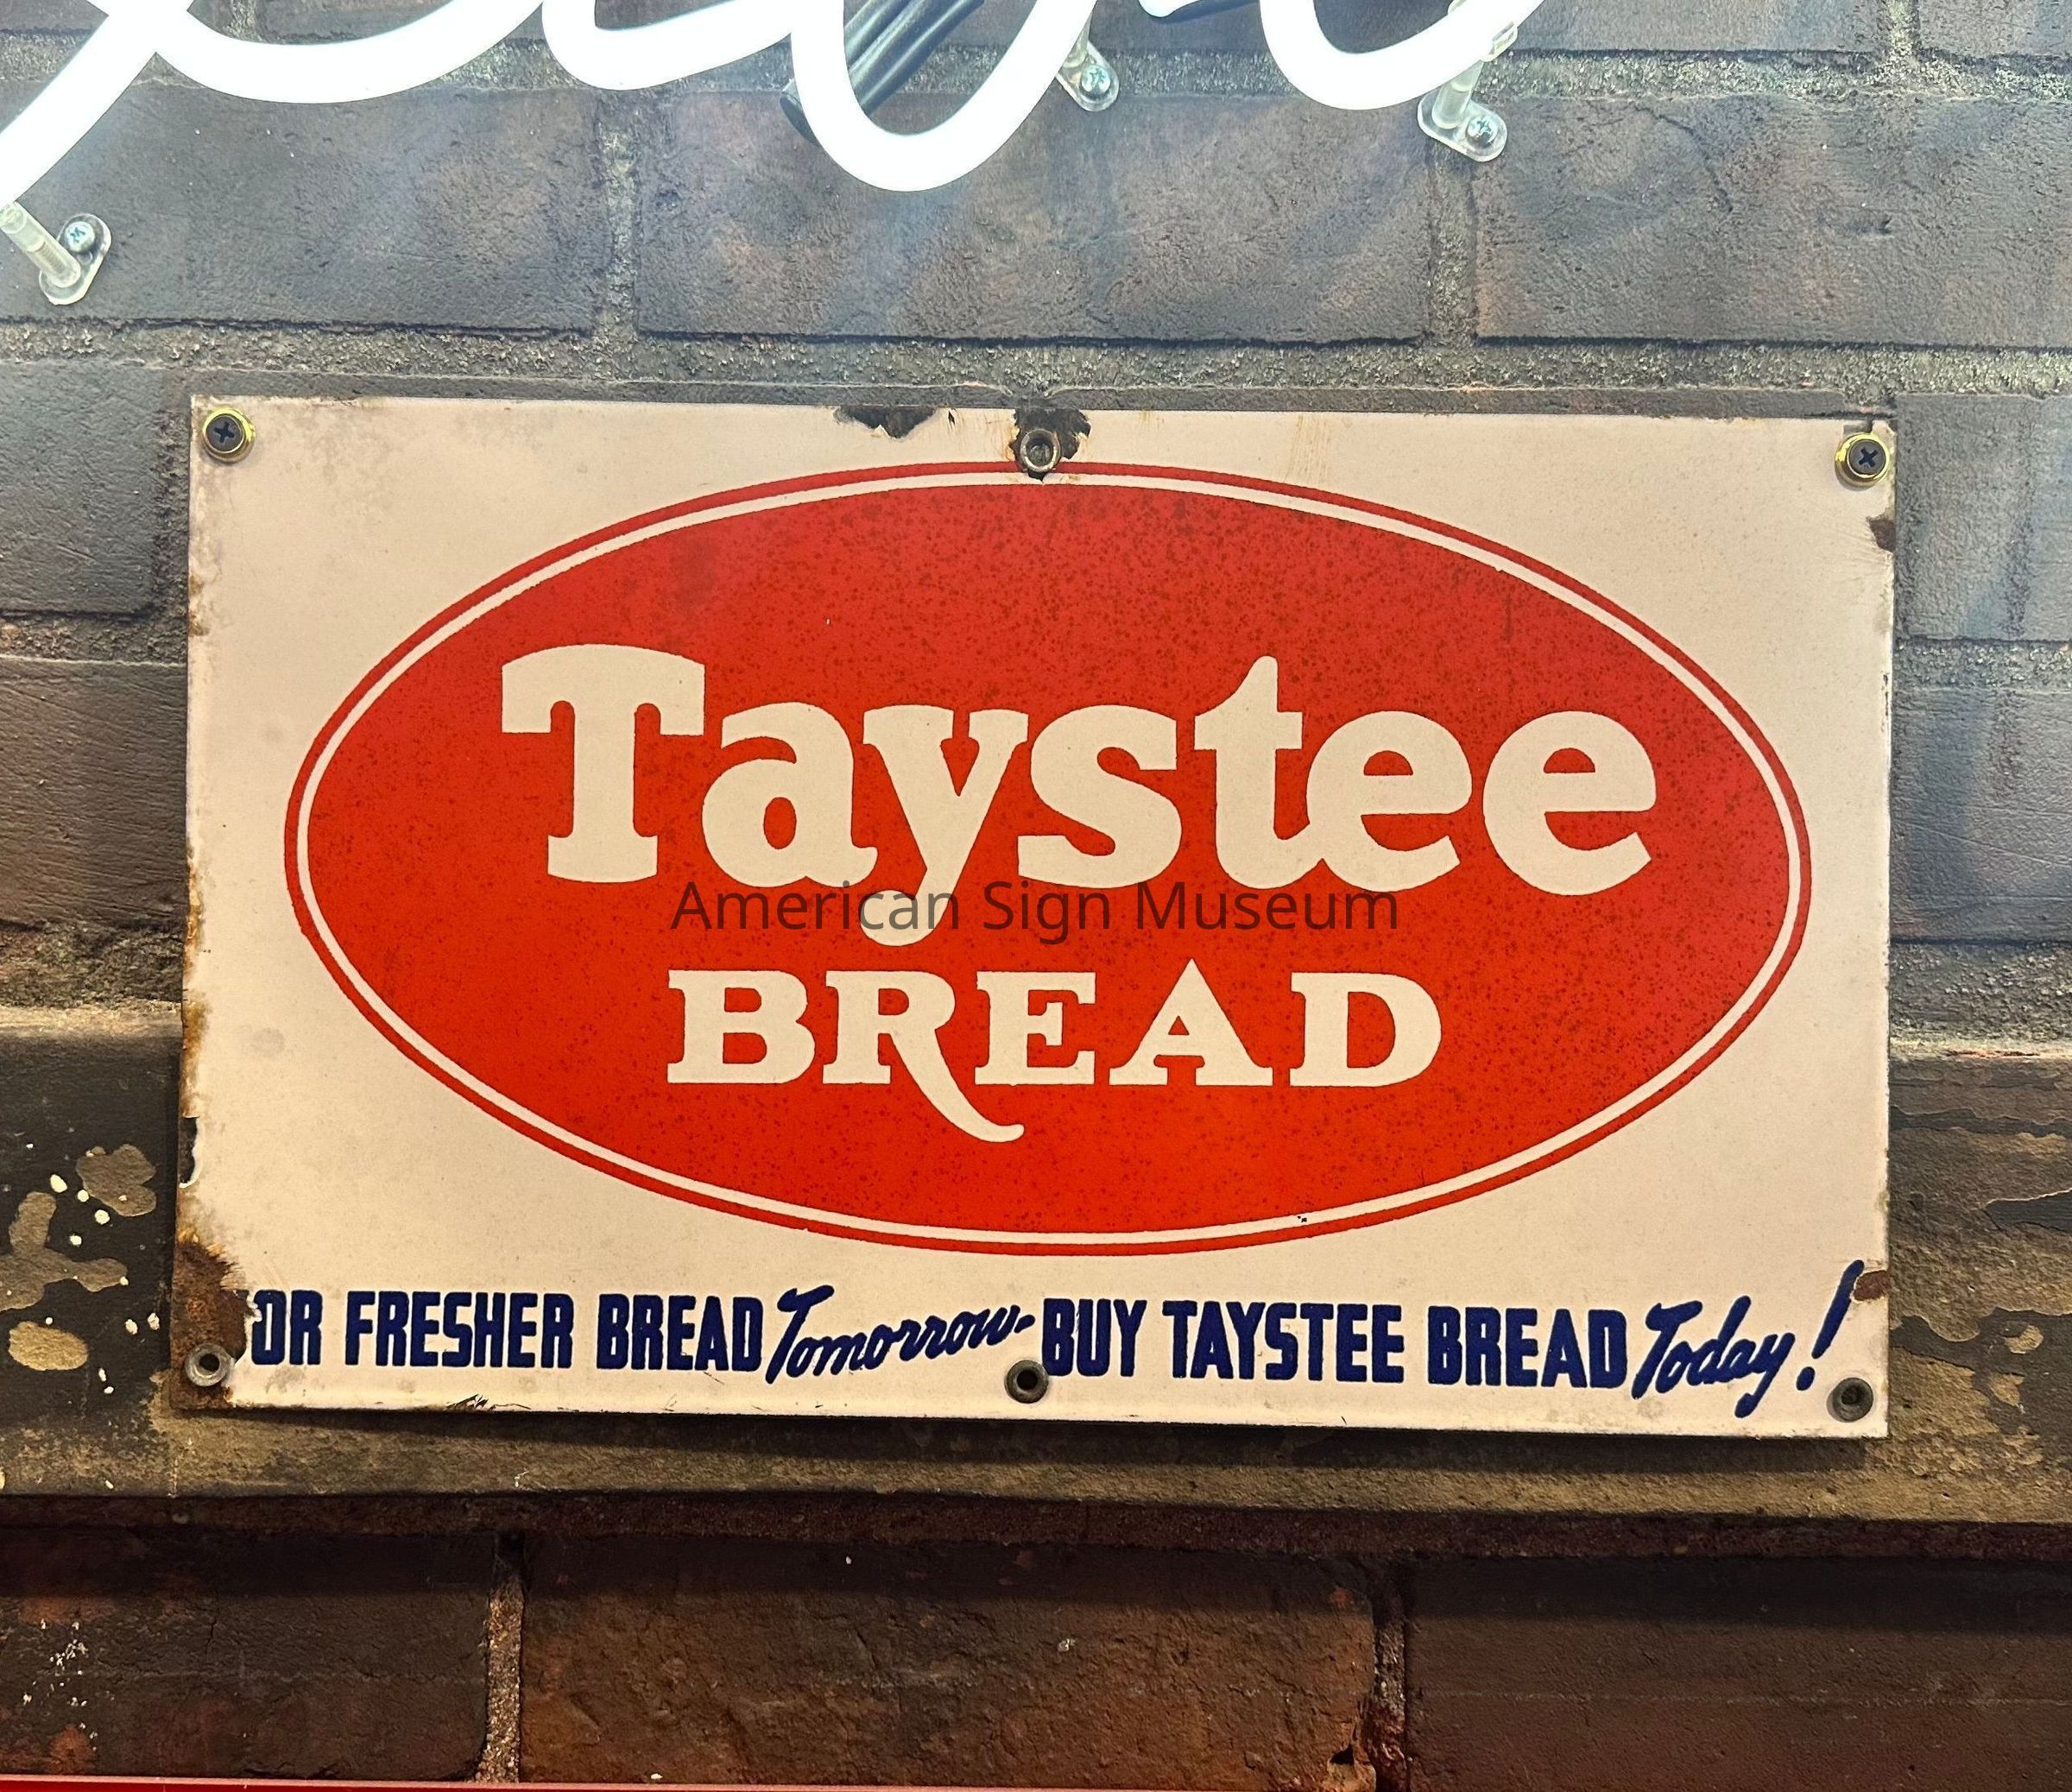 Taystee
American Sign Museum
BREAD
OR FRESHER BREAD Tomorrow- BUY TAYSTEE BREAD Today!